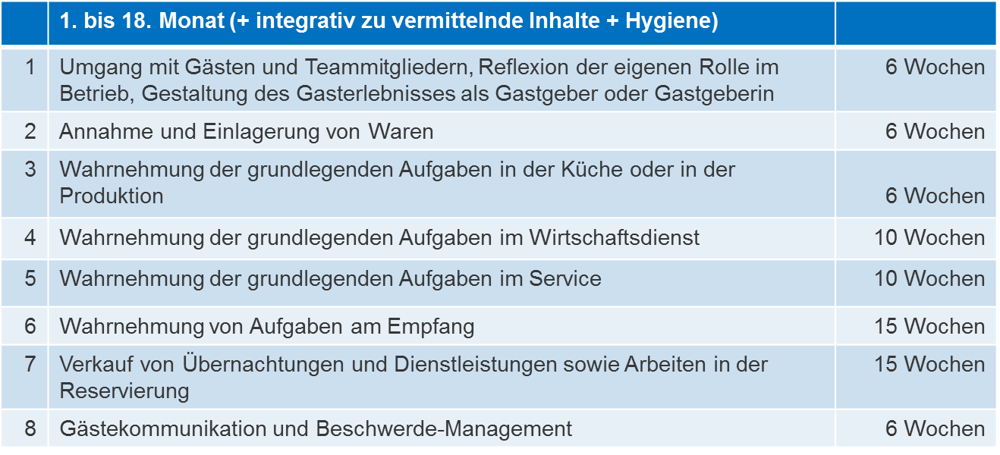 1. bis 18. Monat (+ integrativ zu vermittelnde Inhalte + Hygiene)
1 Umgang mit Gästen und Teammitgliedern, Reflexion der eigenen Rolle im 6 Wochen
Betrieb, Gestaltung des Gasterlebnisses als Gastgeber oder Gastgeberin
2 Annahme und Einlagerung von Waren 6 Wochen
3 Wahrnehmung der grundlegenden Aufgaben in der Küche oder in der
Produktion 6 Wochen
4 Wahrnehmung der grundlegenden Aufgaben im Wirtschaftsdienst 10 Wochen
5 Wahrnehmung der grundlegenden Aufgaben im Service 10 Wochen
6 Wahrnehmung von Aufgaben am Empfang 15 Wochen
7 Verkauf von Übernachtungen und Dienstleistungen sowie Arbeiten in der 15 Wochen
Reservierung
8 Gästekommunikation und Beschwerde-Management 6 Wochen